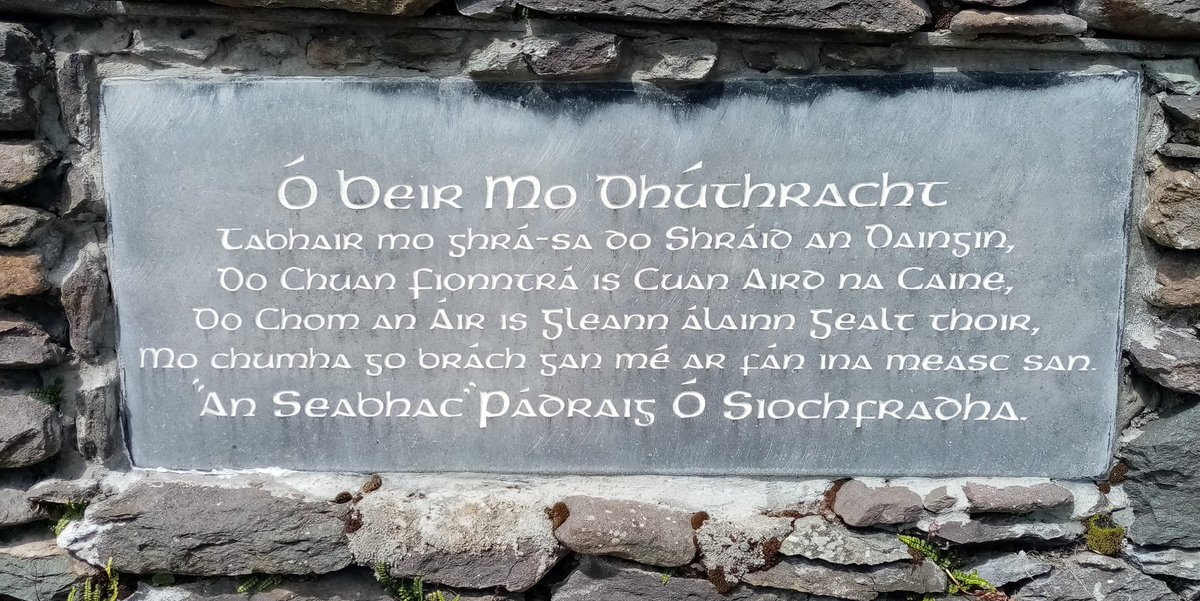 Ó Beir Mo Dhúthracht
Tabhair mo ghrá-sa do Shráid an Daingin,
Do Chuan Fionntrá is Cuan Aird na Caine,
Do Chom an Áir is Gleann álainn Gealt thoir,
Mo chumha go brách gan mé ar fán ina measc san.
"An Seabhac" Pádraig Ó Siochfradha.